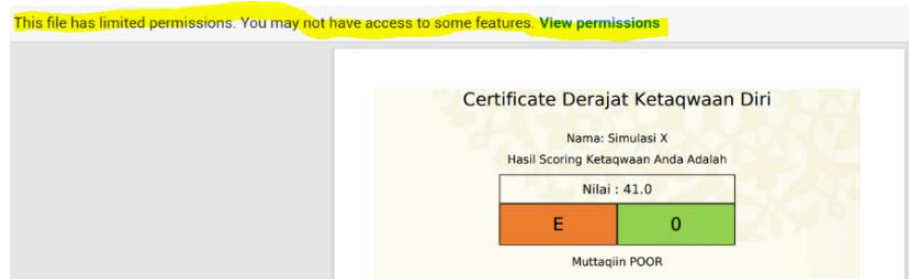 This file has limited permissions. You may not have access to some features. View permissions
Certificate Derajat Ketaqwaan Diri
Nama: Simulasi X
Hasil Scoring Ketaqwaan Anda Adalah
Nilai : 41.0
E 0
Muttaqiin POOR